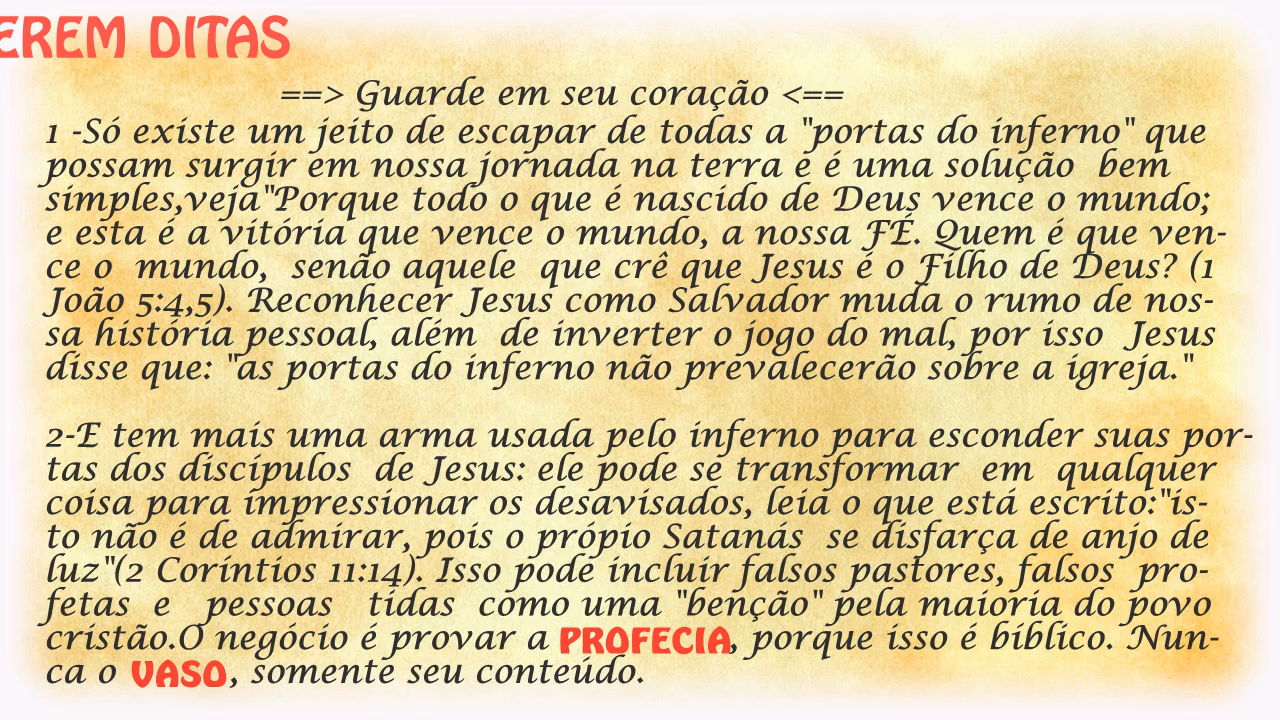 EREM DITAS
==> Guarde em seu coração <==
1 -Só existe um jeito de escapar de todas a "portas do inferno" que
possam surgir em nossa jornada na terra e é uma solução bem
simples,veja"Porque todo o que é nascido de Deus vence o mundo;
e esta é a vitória que vence o mundo, a nossa FÉ. Quem é que ven-
ce o mundo, senão aquele que crê que Jesus é o Filho de Deus? (1
João 5:4,5). Reconhecer Jesus como Salvador muda o rumo de nos-
sa história pessoal, além de inverter o jogo do mal, por isso Jesus
disse que: "as portas do inferno não prevalecerão sobre a igreja."
2-E tem mais uma arma usada pelo inferno para esconder suas por-
tas dos discípulos de Jesus: ele pode se transformar em qualquer
coisa para impressionar os desavisados, leia o que está escrito:"is-
to não é de admirar, pois o própio Satanás se disfarça de anjo de
luz"(2 Coríntios 11:14). Isso pode incluir falsos pastores, falsos pro-
fetas e pessoas tidas como uma "benção" pela maioria do povo
cristão.O negócio é provar a PROFECIA, porque isso é bíblico. Nun-
ca o VASO, somente seu conteúdo.